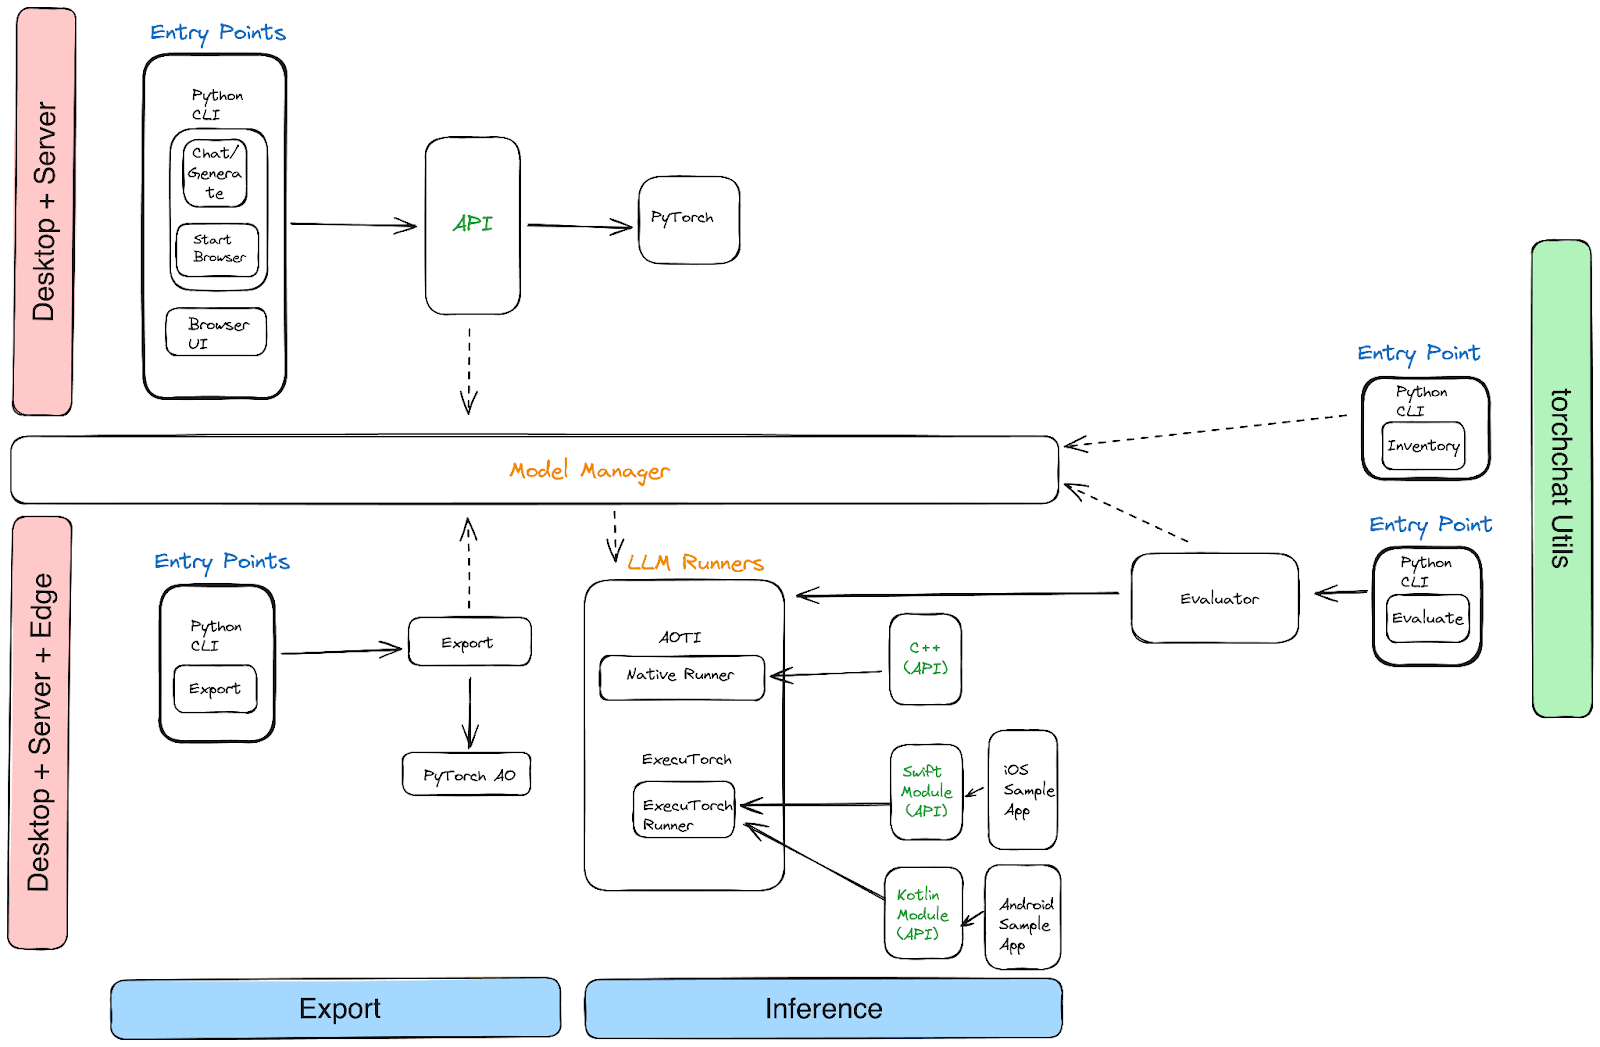 Desktop + Server
Entry Points
Python
CLI
Chat/
Genera
te
Start
Browser
Browser
UI
API
PyTorch
Model Manager
Entry Point
Python
CLI
Inventory
Entry Point
Python
CLI
Evaluate
Evaluator
torchchat Utils
Desktop + Server + Edge
Entry Points
Python
CLI
Export
Export
PyTorch AO
LLM Runners
AOTI
Native Runner
ExecuTorch
ExecuTorch
Runner
C++
(API)
Swift
Module
(API)
iOS
Sample
App
Kotlin
Module
(API)
Android
Sample
App
Export
Inference